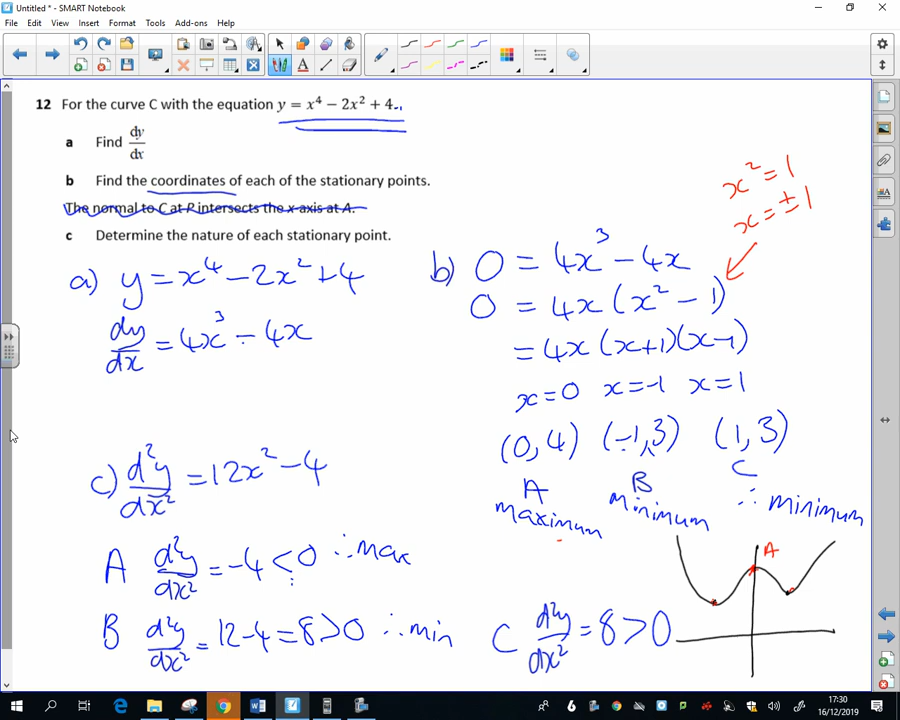 Untitled * - SMART Notebook
File Edit View Insert Format Tools Add-ons Help
12 For the curve C with the equation y = x⁴ − 2x² + 4.
a Find dy/dx
b Find the coordinates of each of the stationary points.
The normal to C at P intersects the x-axis at A.
c Determine the nature of each stationary point.
x² = 1
x = ±1
a) y = x⁴ − 2x² + 4
dy/dx = 4x³ − 4x
b) 0 = 4x³ − 4x
0 = 4x (x² − 1)
= 4x (x+1)(x−1)
x=0 x=−1 x=1
(0,4) (−1,3) (1,3)
A B C
maximum minimum ∴ minimum
c) d²y/dx² = 12x² − 4
A d²y/dx² = −4 < 0 ∴ max
B d²y/dx² = 12−4 = 8 > 0 ∴ min
C d²y/dx² = 8 > 0
A
17:30
16/12/2019